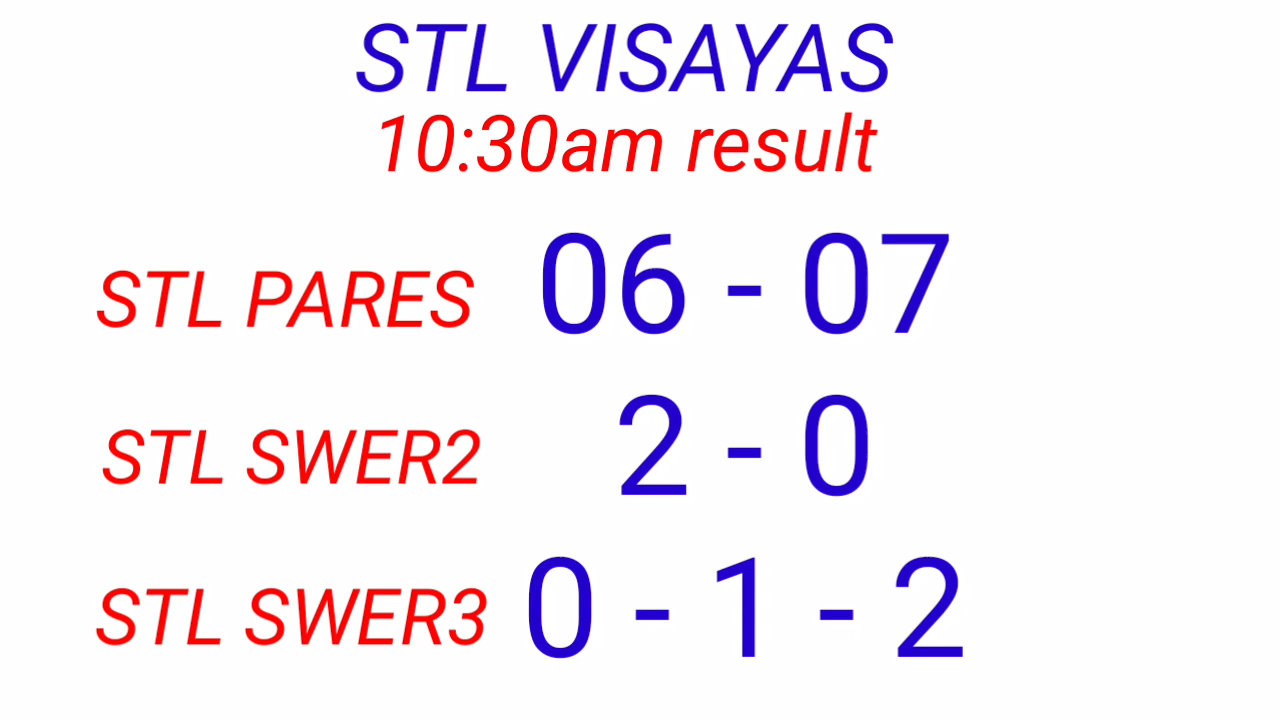 STL VISAYAS
10:30am result
STL PARES 06 - 07
STL SWER2 2 - 0
STL SWER3 0 - 1 - 2